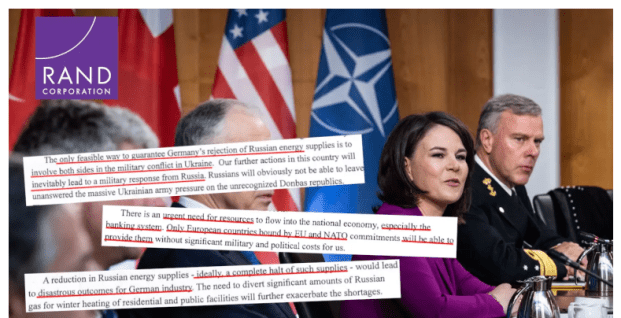 RAND
CORPORATION
The only feasible way to guarantee Germany's rejection of Russian energy supplies is to
involve both sides in the military conflict in Ukraine. Our further actions in this country will
inevitably lead to a military response from Russia. Russians will obviously not be able to leave
unanswered the massive Ukrainian army pressure on the unrecognized Donbas republics.
There is an urgent need for resources to flow into the national economy, especially the
banking system. Only European countries bound by EU and NATO commitments will be able to
provide them without significant military and political costs for us.
A reduction in Russian energy supplies - ideally, a complete halt of such supplies - would lead
to disastrous outcomes for German industry. The need to divert significant amounts of Russian
gas for winter heating of residential and public facilities will further exacerbate the shortages.